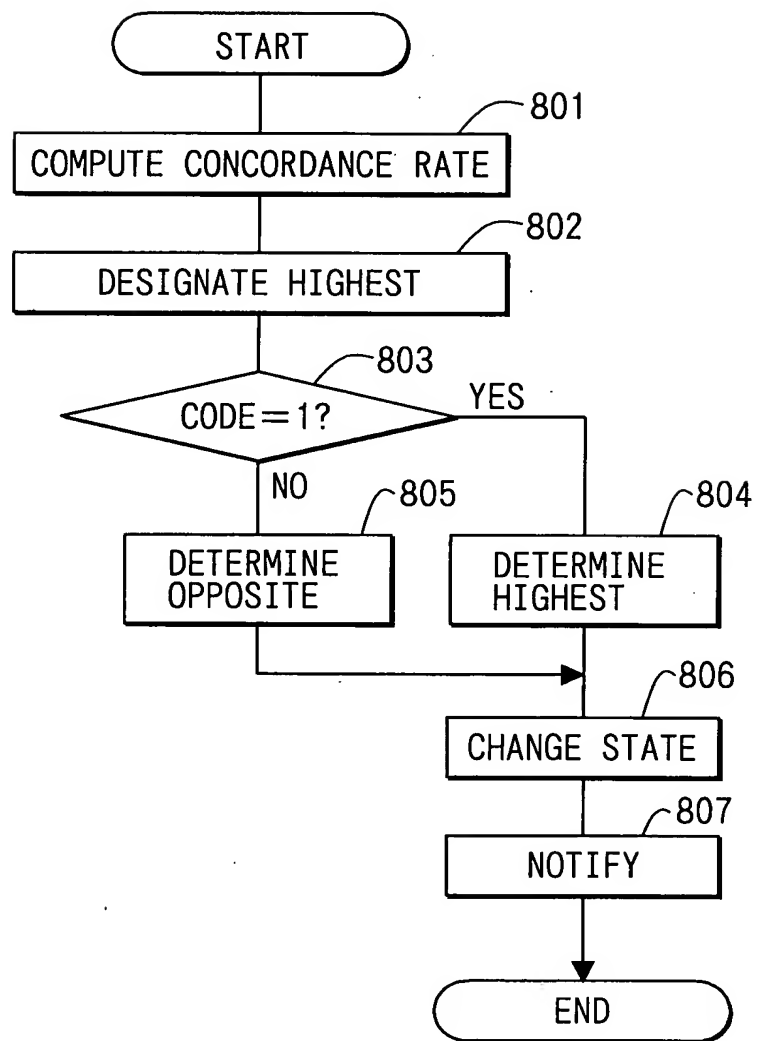 START
801
COMPUTE CONCORDANCE RATE
802
DESIGNATE HIGHEST
803
CODE=1?
YES
NO
805
804
DETERMINE
OPPOSITE
DETERMINE
HIGHEST
806
CHANGE STATE
807
NOTIFY
END